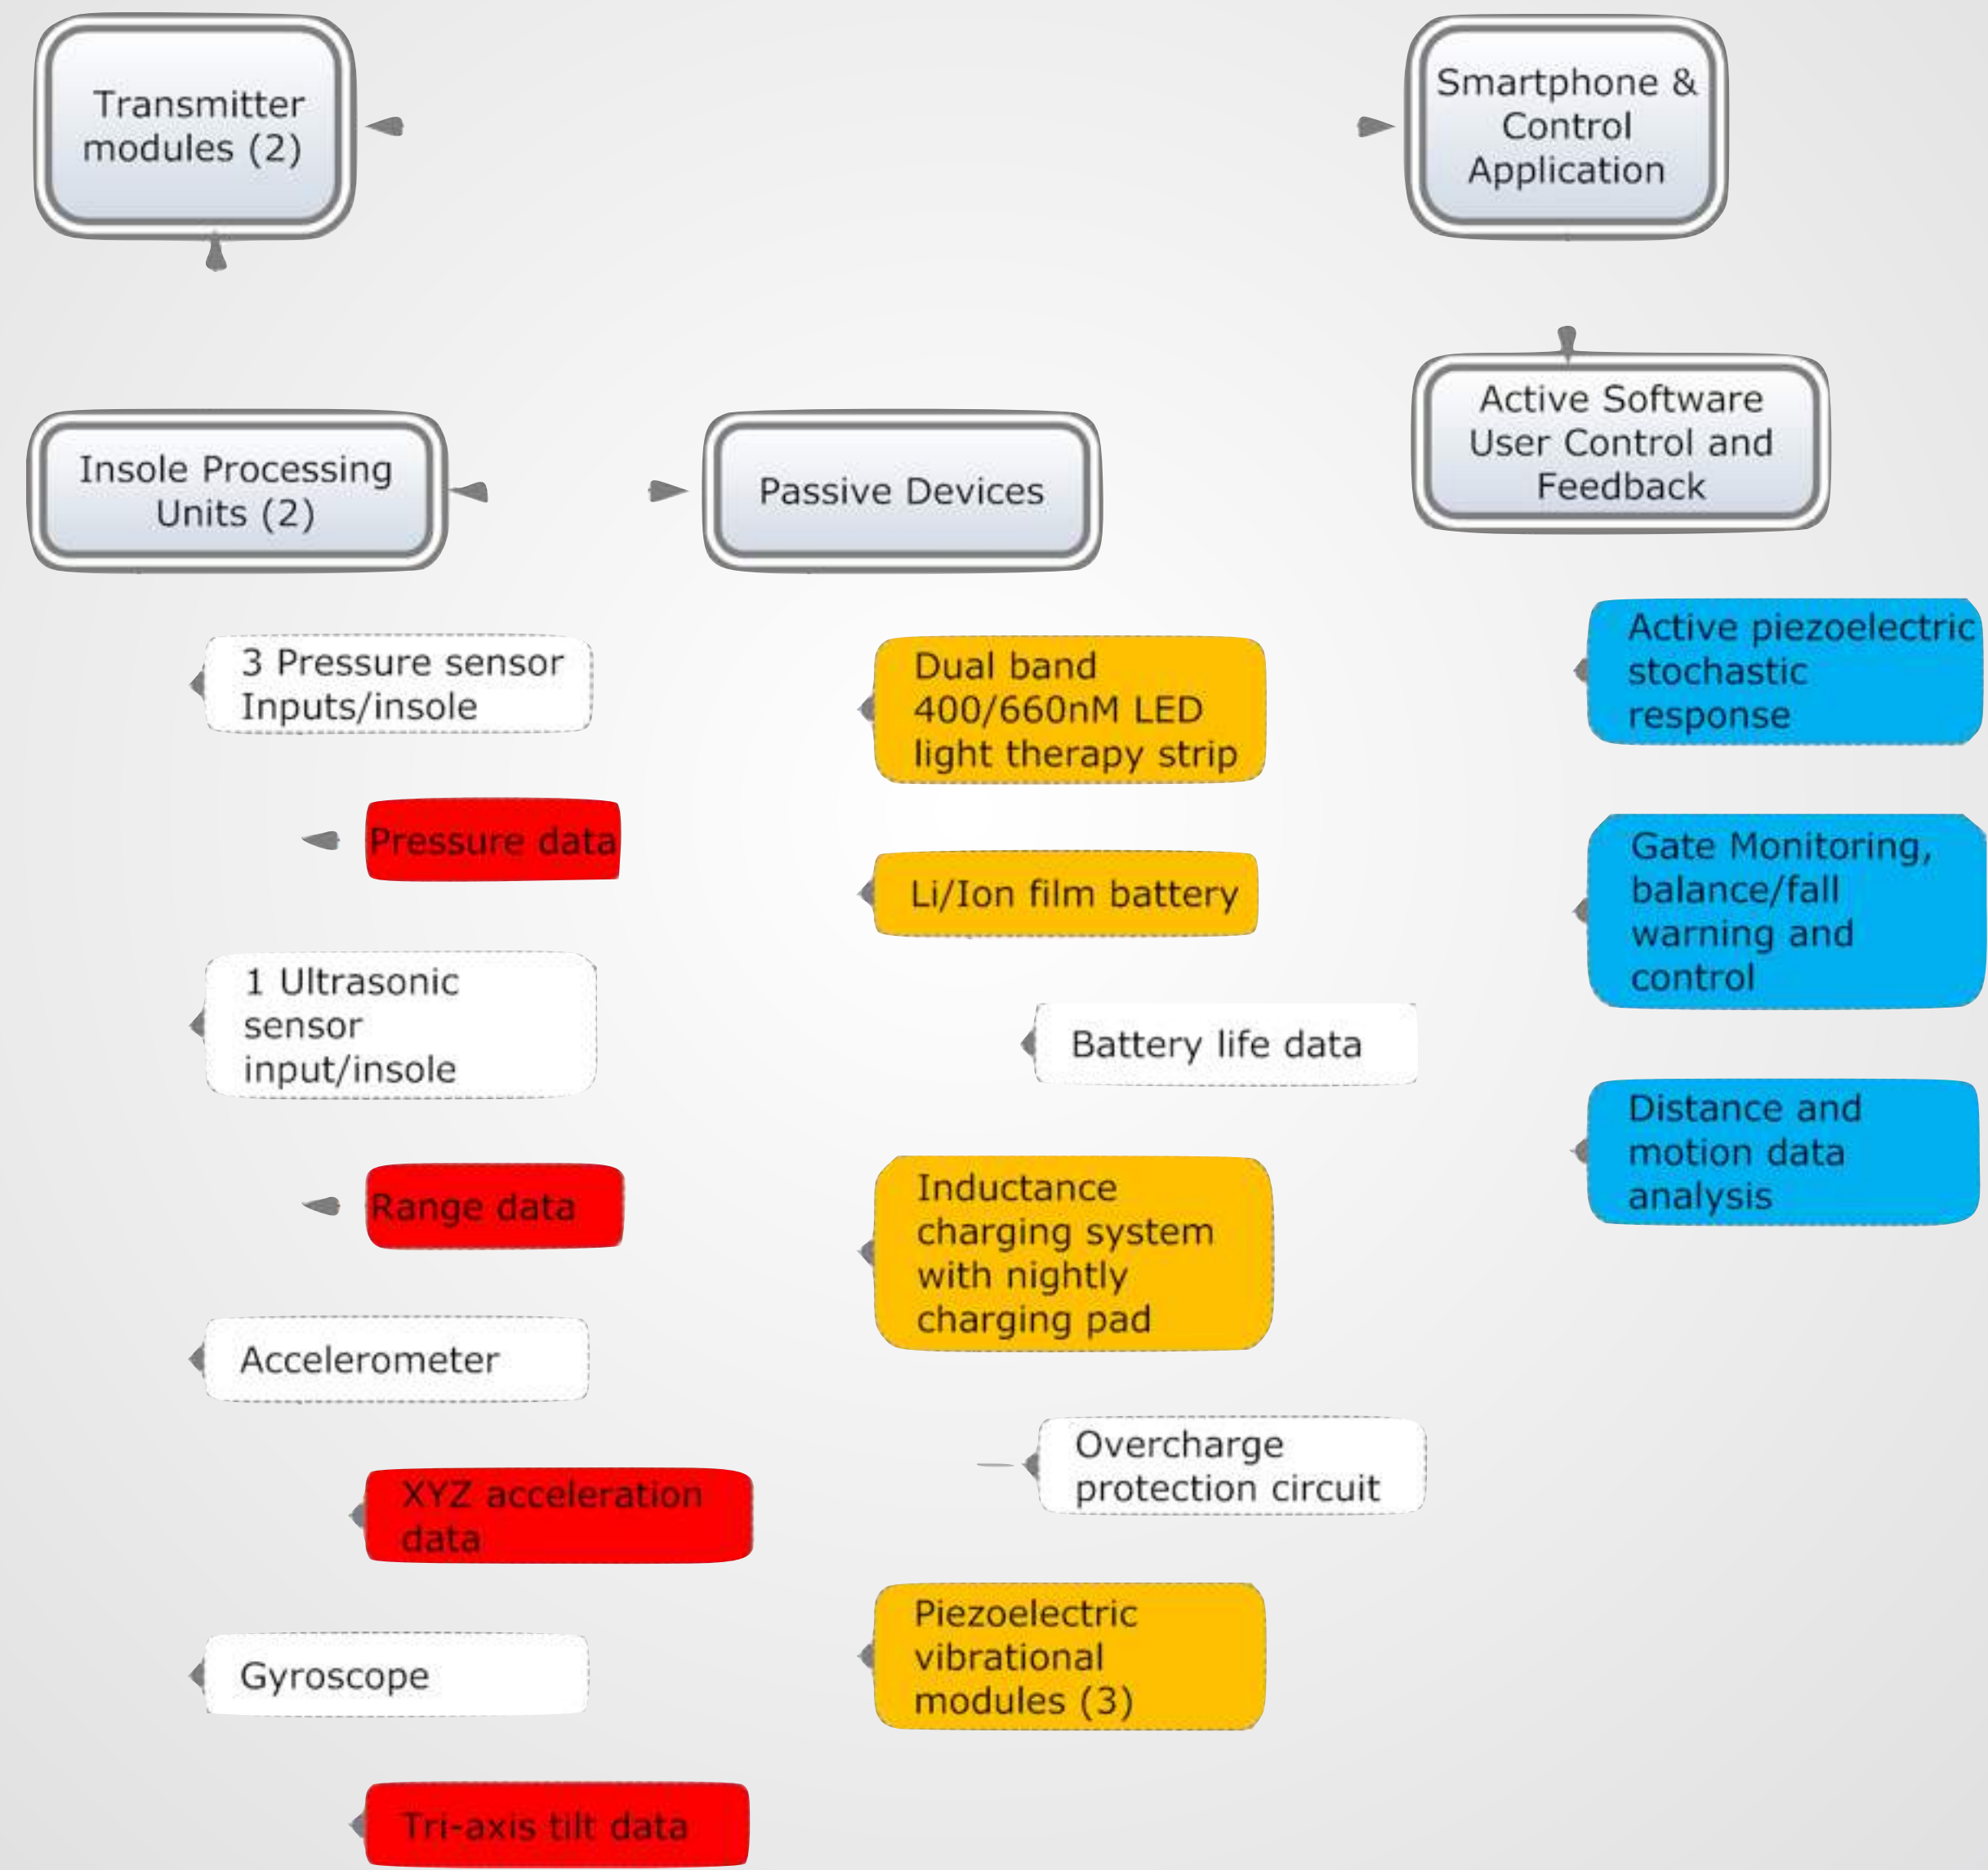 Transmitter
modules (2)
Smartphone &
Control
Application
Insole Processing
Units (2)
Passive Devices
Active Software
User Control and
Feedback
3 Pressure sensor
Inputs/insole
Pressure data
1 Ultrasonic
sensor
input/insole
Range data
Accelerometer
XYZ acceleration
data
Gyroscope
Tri-axis tilt data
Dual band
400/660nM LED
light therapy strip
Li/Ion film battery
Battery life data
Inductance
charging system
with nightly
charging pad
Overcharge
protection circuit
Piezoelectric
vibrational
modules (3)
Active piezoelectric
stochastic
response
Gate Monitoring,
balance/fall
warning and
control
Distance and
motion data
analysis